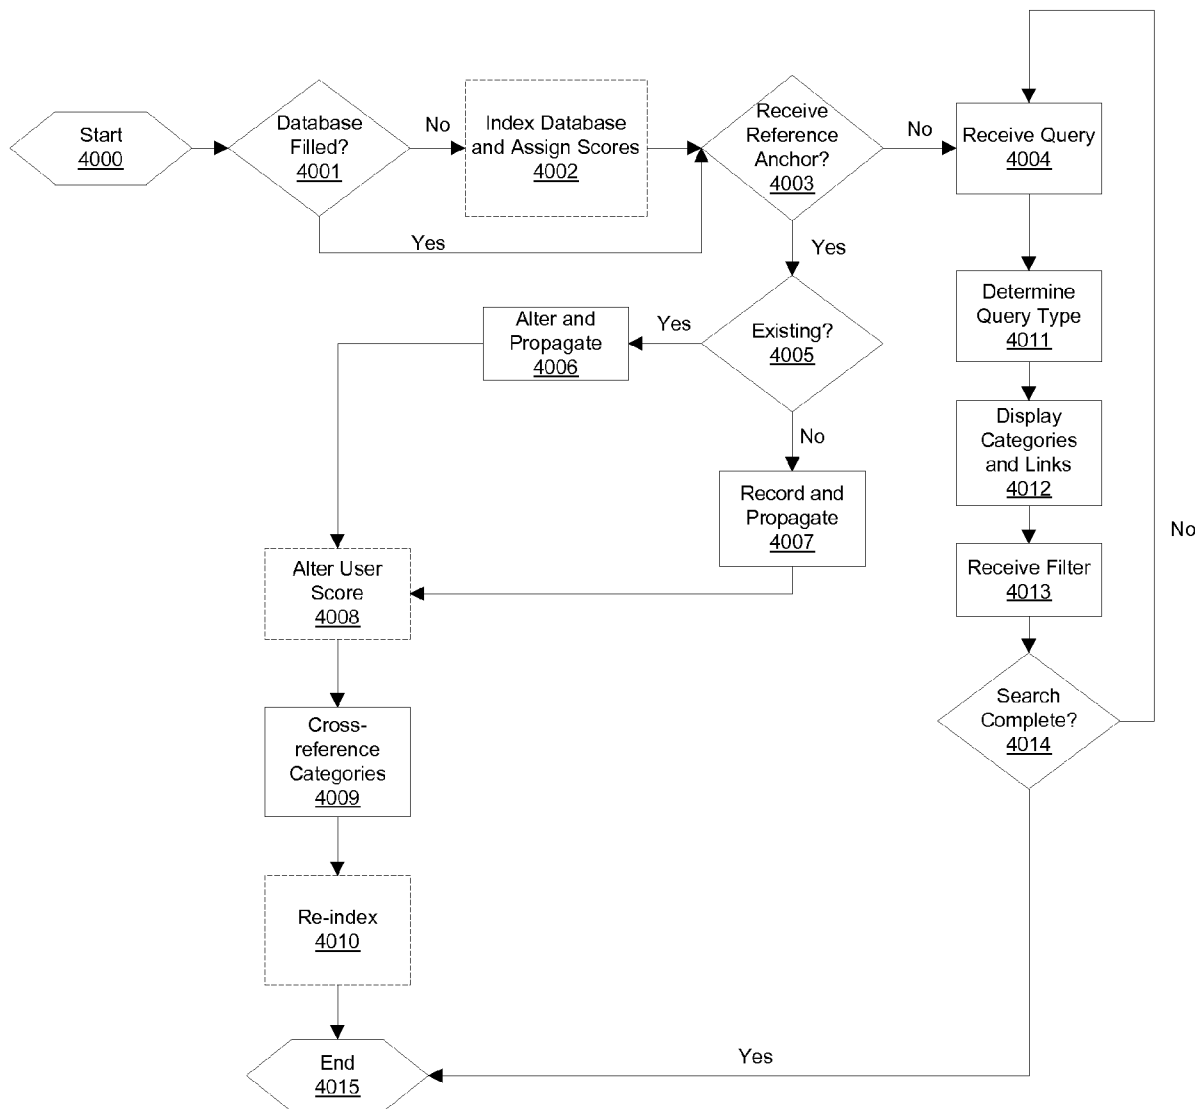 Start
4000
Database
Filled?
4001
No
Index Database
and Assign Scores
4002
Receive
Reference
Anchor?
4003
No
Receive Query
4004
Yes
Yes
Determine
Query Type
4011
Alter and
Propagate
4006
Yes
Existing?
4005
No
Display
Categories
and Links
4012
Record and
Propagate
4007
No
Receive Filter
4013
Alter User
Score
4008
Search
Complete?
4014
Cross-
reference
Categories
4009
Re-index
4010
Yes
End
4015